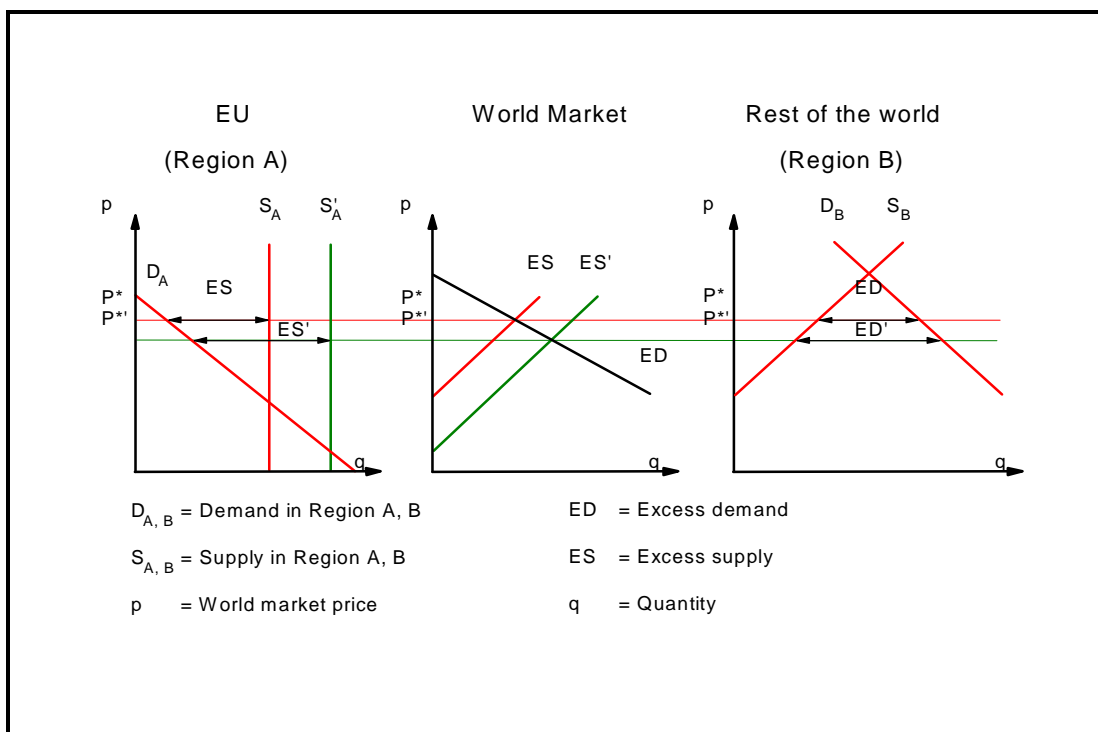 EU
(Region A)
World Market
Rest of the world
(Region B)
p
S_A
S'_A
D_A
ES
P*
P*'
ES'
q
p
ES
ES'
P*
P*'
ED
q
p
D_B
S_B
P*
P*'
ED
ED'
q
D_A, B = Demand in Region A, B
S_A, B = Supply in Region A, B
p = World market price
ED = Excess demand
ES = Excess supply
q = Quantity